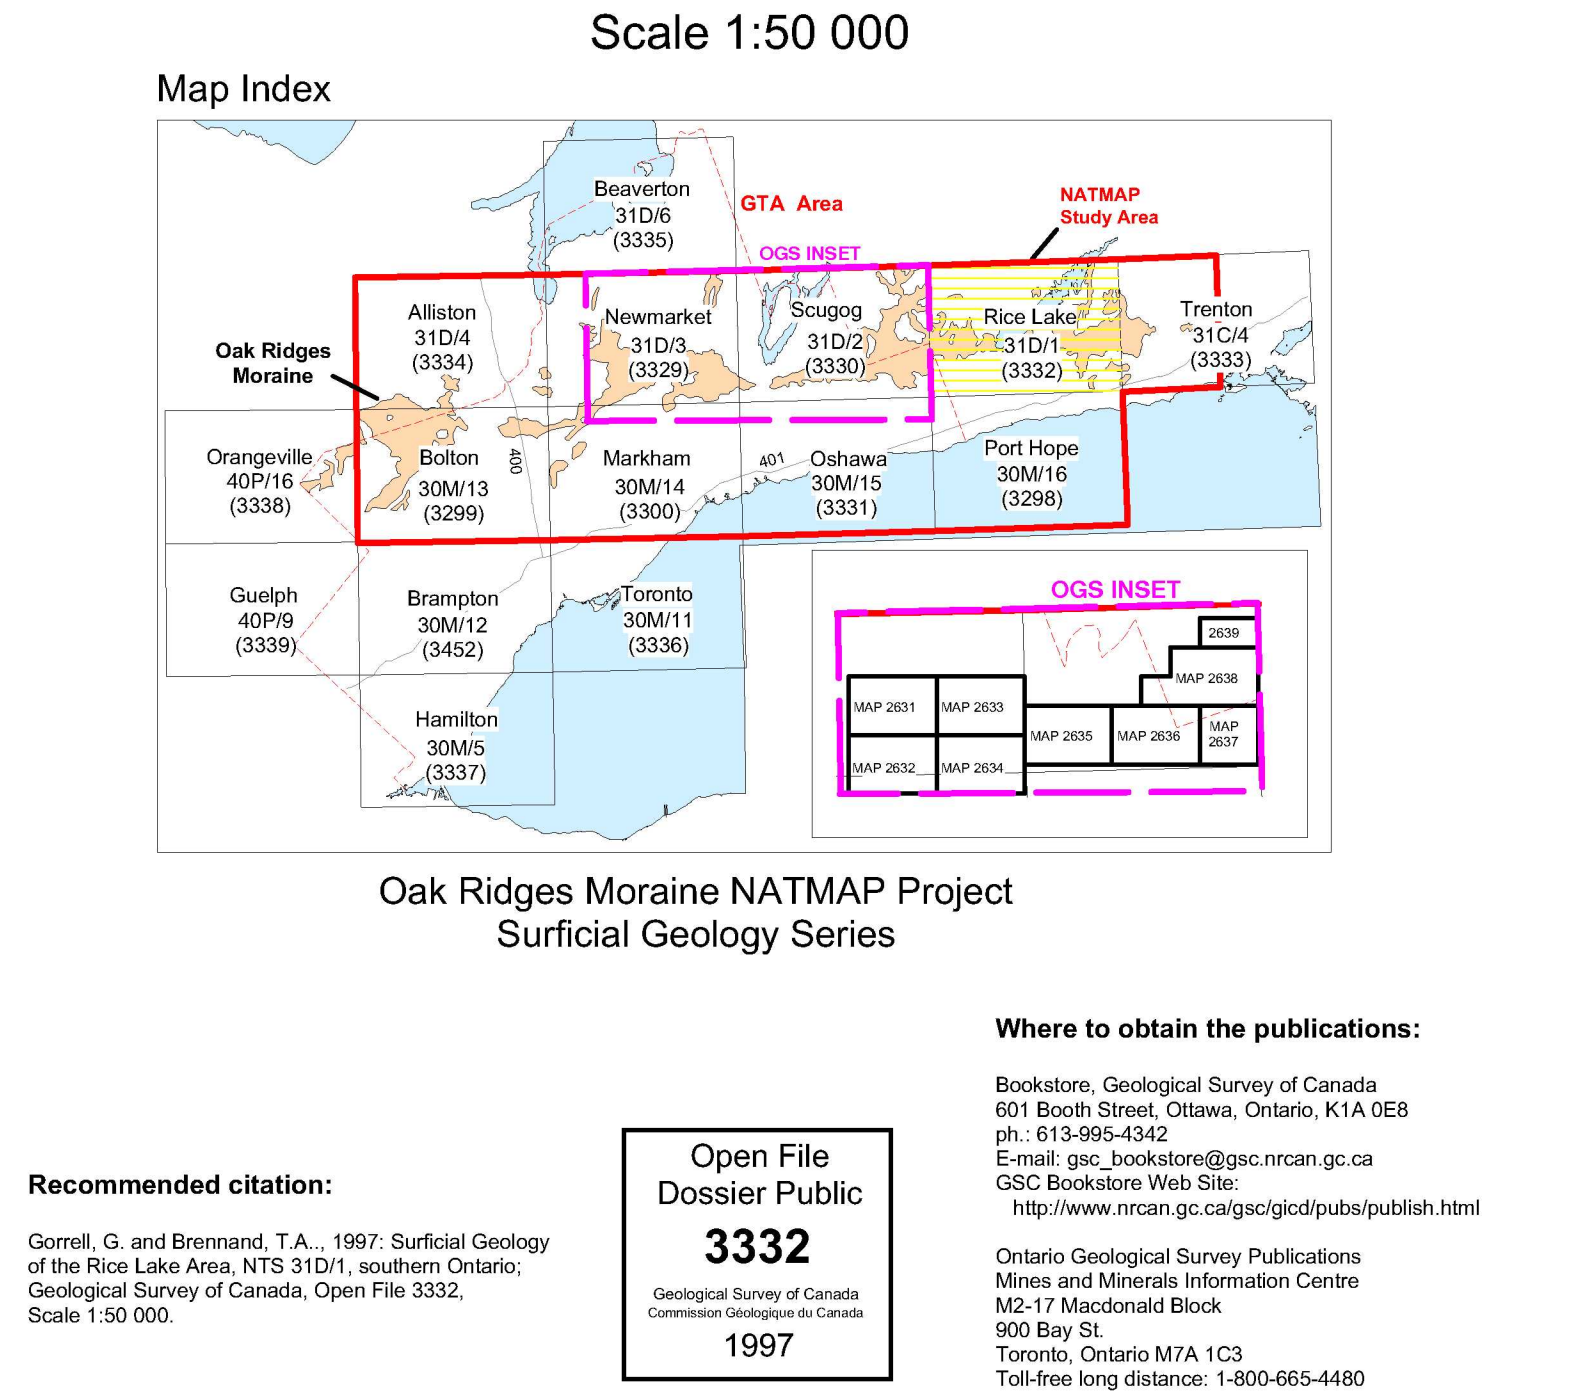 Scale 1:50 000
Map Index
Beaverton
31D/6
(3335)
GTA Area
NATMAP
Study Area
OGS INSET
Alliston
31D/4
(3334)
Newmarket
31D/3
(3329)
Scugog
31D/2
(3330)
Rice Lake
31D/1
(3332)
Trenton
31C/4
(3333)
Oak Ridges
Moraine
Orangeville
40P/16
(3338)
Bolton
30M/13
(3299)
400
Markham
30M/14
(3300)
401
Oshawa
30M/15
(3331)
Port Hope
30M/16
(3298)
Guelph
40P/9
(3339)
Brampton
30M/12
(3452)
Toronto
30M/11
(3336)
Hamilton
30M/5
(3337)
OGS INSET
2639
MAP 2638
MAP 2631
MAP 2633
MAP 2635
MAP 2636
MAP
2637
MAP 2632
MAP 2634
Oak Ridges Moraine NATMAP Project
Surficial Geology Series
Recommended citation:
Gorrell, G. and Brennand, T.A.., 1997: Surficial Geology
of the Rice Lake Area, NTS 31D/1, southern Ontario;
Geological Survey of Canada, Open File 3332,
Scale 1:50 000.
Open File
Dossier Public
3332
Geological Survey of Canada
Commission Géologique du Canada
1997
Where to obtain the publications:
Bookstore, Geological Survey of Canada
601 Booth Street, Ottawa, Ontario, K1A 0E8
ph.: 613-995-4342
E-mail: gsc_bookstore@gsc.nrcan.gc.ca
GSC Bookstore Web Site:
http://www.nrcan.gc.ca/gsc/gicd/pubs/publish.html
Ontario Geological Survey Publications
Mines and Minerals Information Centre
M2-17 Macdonald Block
900 Bay St.
Toronto, Ontario M7A 1C3
Toll-free long distance: 1-800-665-4480